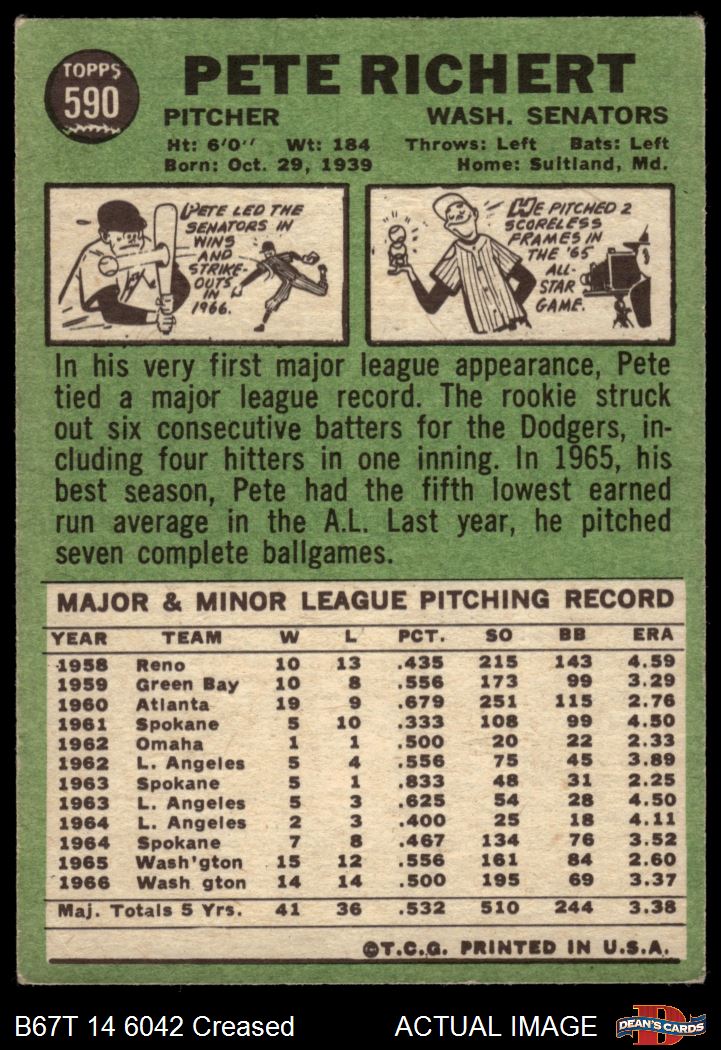 TOPPS
590
PETE RICHERT
PITCHER WASH. SENATORS
Ht: 6'0'' Wt: 184 Throws: Left Bats: Left
Born: Oct. 29, 1939 Home: Suitland, Md.
PETE LED THE
SENATORS IN
WINS
AND
STRIKE-
OUTS
IN
1966.
HE PITCHED 2
SCORELESS
FRAMES IN
THE '65
ALL-
STAR
GAME.
In his very first major league appearance, Pete
tied a major league record. The rookie struck
out six consecutive batters for the Dodgers, in-
cluding four hitters in one inning. In 1965, his
best season, Pete had the fifth lowest earned
run average in the A.L. Last year, he pitched
seven complete ballgames.
MAJOR & MINOR LEAGUE PITCHING RECORD
YEAR TEAM W L PCT. SO BB ERA
1958 Reno 10 13 .435 215 143 4.59
1959 Green Bay 10 8 .556 173 99 3.29
1960 Atlanta 19 9 .679 251 115 2.76
1961 Spokane 5 10 .333 108 99 4.50
1962 Omaha 1 1 .500 20 22 2.33
1962 L. Angeles 5 4 .556 75 45 3.89
1963 Spokane 5 1 .833 48 31 2.25
1963 L. Angeles 5 3 .625 54 28 4.50
1964 L. Angeles 2 3 .400 25 18 4.11
1964 Spokane 7 8 .467 134 76 3.52
1965 Wash'gton 15 12 .556 161 84 2.60
1966 Wash gton 14 14 .500 195 69 3.37
Maj. Totals 5 Yrs. 41 36 .532 510 244 3.38
©T.C.G. PRINTED IN U.S.A.
B67T 14 6042 Creased ACTUAL IMAGE
D
DEAN'S CARDS